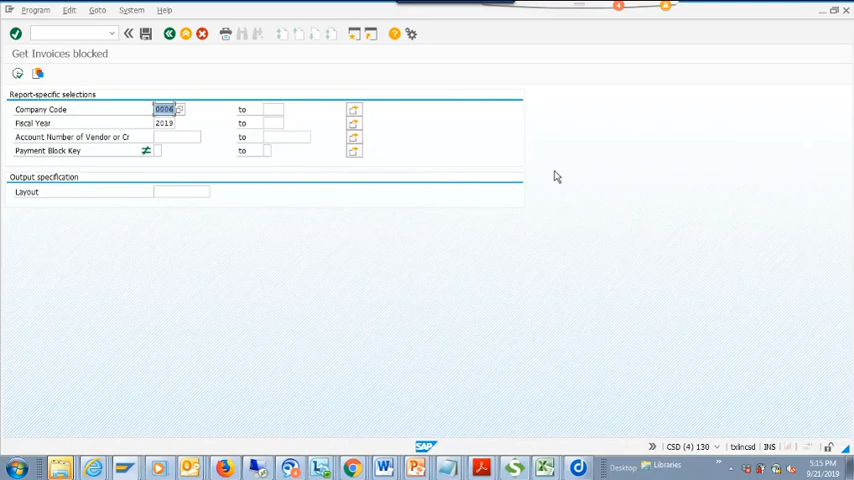 Program Edit Goto System Help
Get Invoices blocked
Report-specific selections
Company Code 0006 to
Fiscal Year 2019 to
Account Number of Vendor or Cr to
Payment Block Key to
Output specification
Layout
SAP
CSD (4) 130 txlncsd INS
Desktop Libraries
5:15 PM
9/21/2019